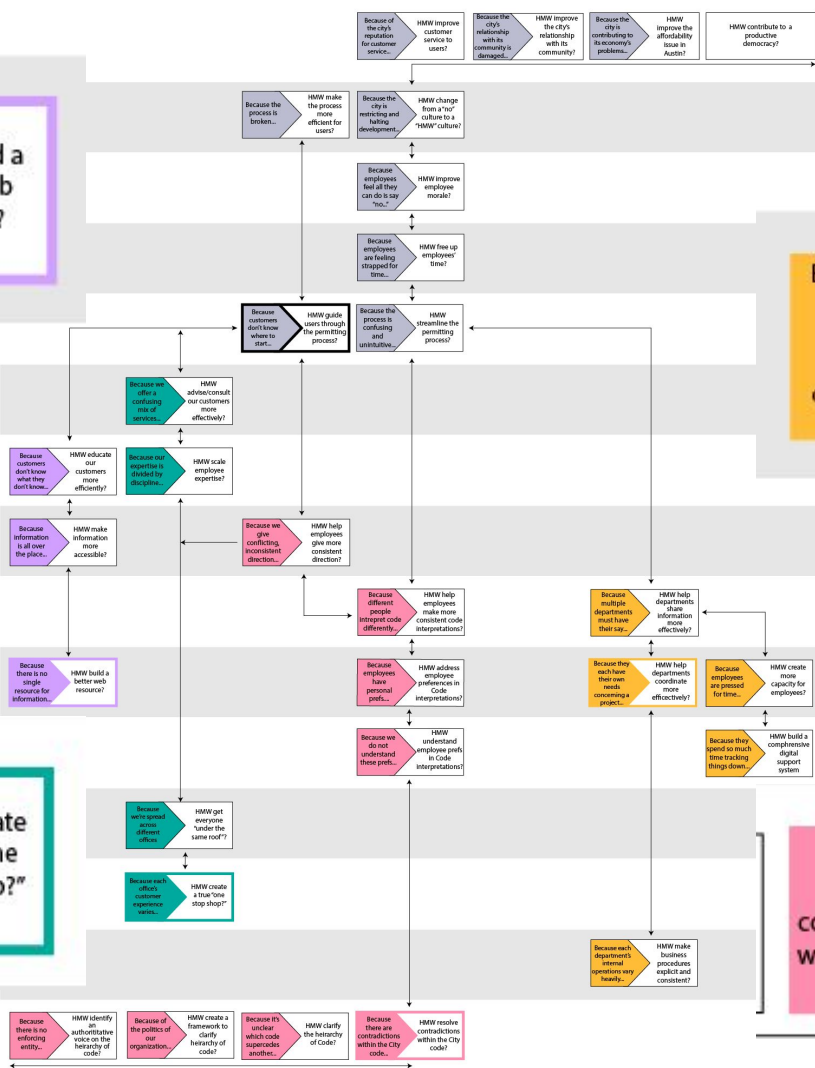 Because of
the city's
reputation
for customer
service...
HMW improve
customer
service to
users?
Because the
city's
relationship
with its
community is
damaged...
HMW improve
the city's
relationship
with its
community?
Because the
city is
contributing to
its economy's
problems...
HMW
improve the
affordability
issue in
Austin?
HMW contribute to a
productive
democracy?
Because the
process is
broken...
HMW make
the process
more
efficient for
users?
Because the
city is
restricting and
halting
development...
HMW change
from a "no"
culture to a
"HMW" culture?
Because
employees
feel all they
can do is say
"no..."
HMW improve
employee
morale?
Because
employees
are feeling
strapped for
time...
HMW free up
employees'
time?
Because
customers
don't know
where to
start...
HMW guide
users through
the permitting
process?
Because the
process is
confusing
and
unintuitive...
HMW
streamline the
permitting
process?
Because we
offer a
confusing
mix of
services...
HMW
advise/consult
our customers
more
effectively?
Because
customers
don't know
what they
don't know...
HMW educate
our
customers
more
efficiently?
Because our
expertise is
divided by
discipline...
HMW scale
employee
expertise?
Because
information
is all over
the place...
HMW make
information
more
accessible?
Because we
give
conflicting,
inconsistent
direction...
HMW help
employees
give more
consistent
direction?
Because
different
people
intrepret code
differently...
HMW help
employees
make more
consistent code
interpretations?
Because
multiple
departments
must have
their say...
HMW help
departments
share
information
more
effectively?
Because
there is no
single
resource for
information...
HMW build a
better web
resource?
Because
employees
have
personal
prefs...
HMW address
employee
preferences in
Code
interpretations?
Because they
each have
their own
needs
concerning a
project...
HMW help
departments
coordinate
more
effcectively?
Because
employees
are pressed
for time...
HMW create
more
capacity for
employees?
Because we
do not
understand
these prefs...
HMW
understand
employee prefs
in Code
interpretations?
Because they
spend so much
time tracking
things down...
HMW build a
comphrensive
digital
support
system
Because
we're spread
across
different
offices
HMW get
everyone
"under the
same roof"?
Because each
office's
customer
experience
varies...
HMW create
a true "one
stop shop?"
Because each
department's
internal
operations vary
heavily...
HMW make
business
procedures
explicit and
consistent?
Because
there is no
enforcing
entity...
HMW identify
an
authoritative
voice on the
heirarchy of
code?
Because of
the politics of
our
organization...
HMW create a
framework to
clarify
heirarchy of
code?
Because it's
unclear
which code
supercedes
another...
HMW clarify
the heirarchy
of Code?
Because
there are
contradictions
within the City
code...
HMW resolve
contradictions
within the City
code?